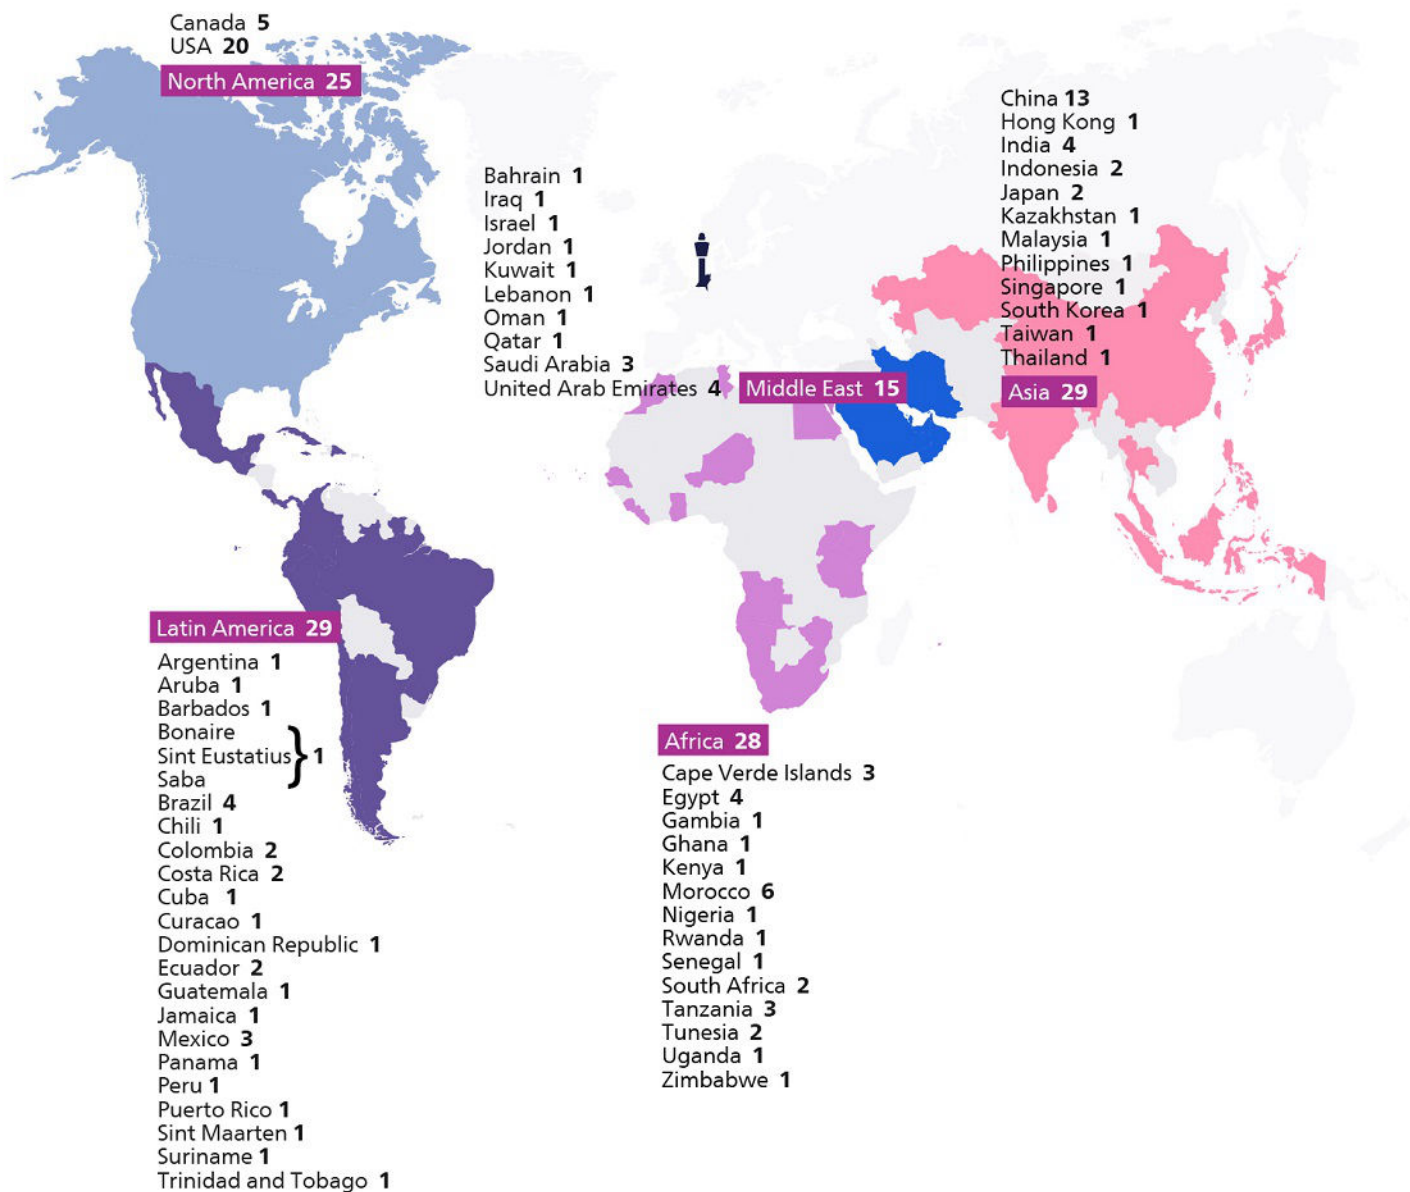 Canada 5
USA 20
North America 25
Bahrain 1
Iraq 1
Israel 1
Jordan 1
Kuwait 1
Lebanon 1
Oman 1
Qatar 1
Saudi Arabia 3
United Arab Emirates 4
Middle East 15
China 13
Hong Kong 1
India 4
Indonesia 2
Japan 2
Kazakhstan 1
Malaysia 1
Philippines 1
Singapore 1
South Korea 1
Taiwan 1
Thailand 1
Asia 29
Latin America 29
Argentina 1
Aruba 1
Barbados 1
Bonaire
Sint Eustatius } 1
Saba
Brazil 4
Chili 1
Colombia 2
Costa Rica 2
Cuba 1
Curacao 1
Dominican Republic 1
Ecuador 2
Guatemala 1
Jamaica 1
Mexico 3
Panama 1
Peru 1
Puerto Rico 1
Sint Maarten 1
Suriname 1
Trinidad and Tobago 1
Africa 28
Cape Verde Islands 3
Egypt 4
Gambia 1
Ghana 1
Kenya 1
Morocco 6
Nigeria 1
Rwanda 1
Senegal 1
South Africa 2
Tanzania 3
Tunesia 2
Uganda 1
Zimbabwe 1